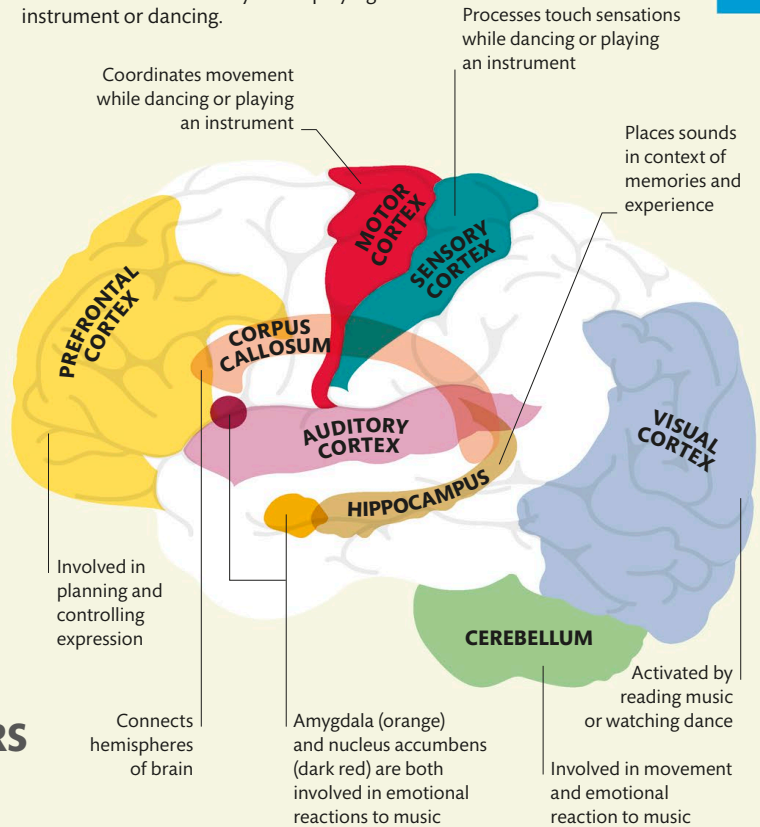 instrument or dancing.
Processes touch sensations
while dancing or playing
an instrument
Coordinates movement
while dancing or playing
an instrument
Places sounds
in context of
memories and
experience
MOTOR
CORTEX
SENSORY
CORTEX
PREFRONTAL
CORTEX
CORPUS
CALLOSUM
AUDITORY
CORTEX
VISUAL
CORTEX
HIPPOCAMPUS
Involved in
planning and
controlling
expression
CEREBELLUM
Activated by
reading music
or watching dance
RS
Connects
hemispheres
of brain
Amygdala (orange)
and nucleus accumbens
(dark red) are both
involved in emotional
reactions to music
Involved in movement
and emotional
reaction to music